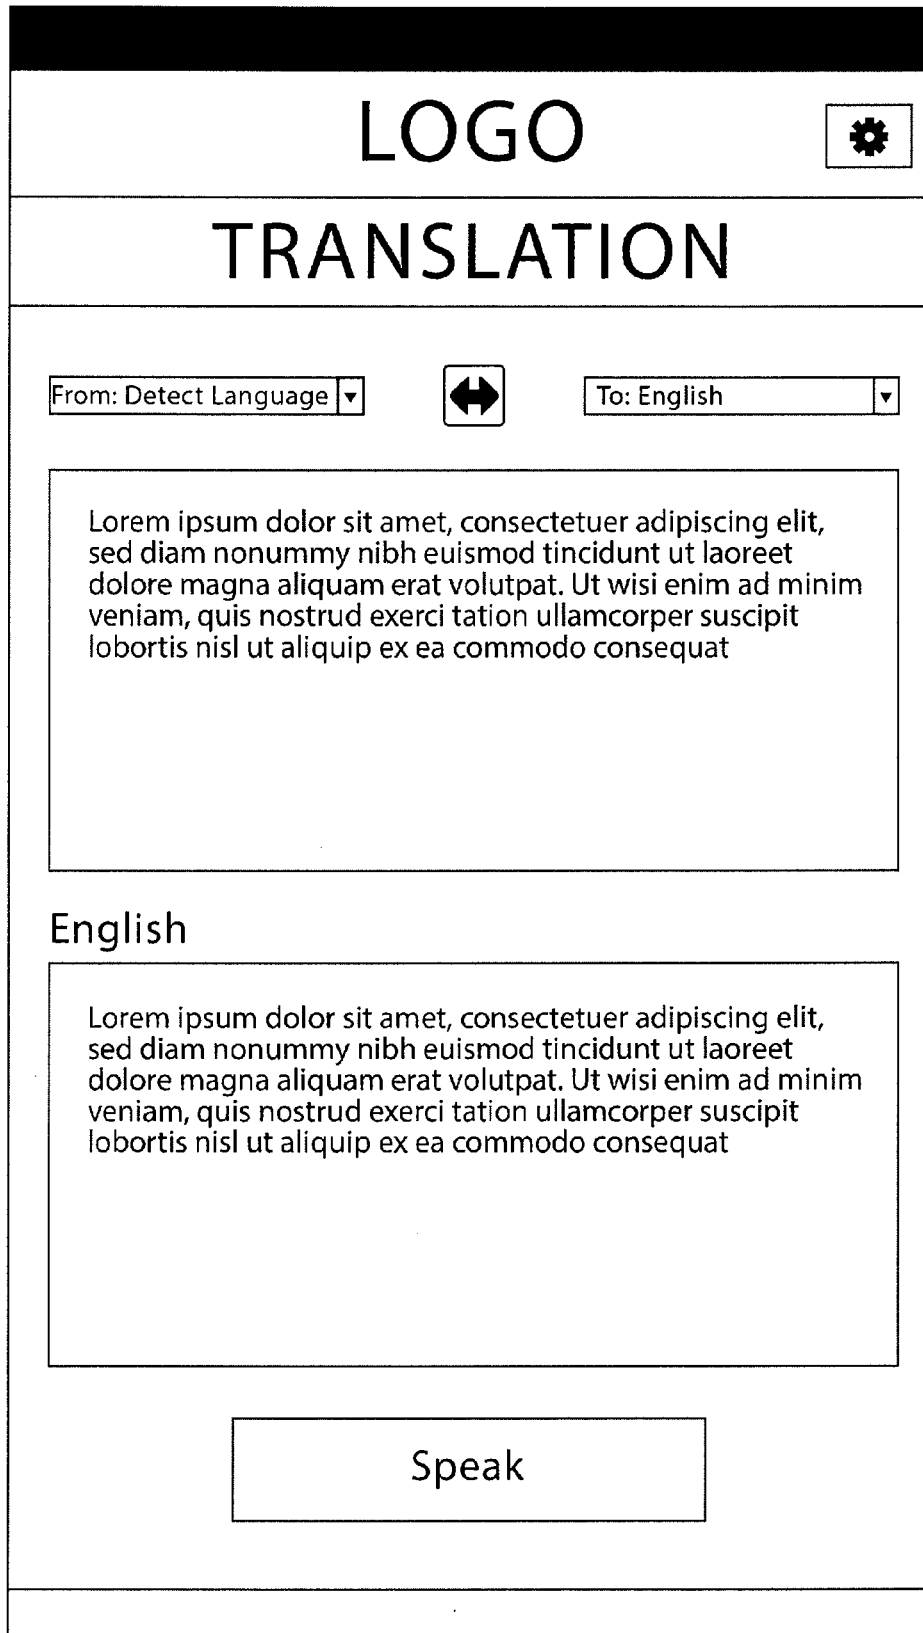 LOGO
TRANSLATION
From: Detect Language
To: English
Lorem ipsum dolor sit amet, consectetuer adipiscing elit,
sed diam nonummy nibh euismod tincidunt ut laoreet
dolore magna aliquam erat volutpat. Ut wisi enim ad minim
veniam, quis nostrud exerci tation ullamcorper suscipit
lobortis nisl ut aliquip ex ea commodo consequat
English
Lorem ipsum dolor sit amet, consectetuer adipiscing elit,
sed diam nonummy nibh euismod tincidunt ut laoreet
dolore magna aliquam erat volutpat. Ut wisi enim ad minim
veniam, quis nostrud exerci tation ullamcorper suscipit
lobortis nisl ut aliquip ex ea commodo consequat
Speak